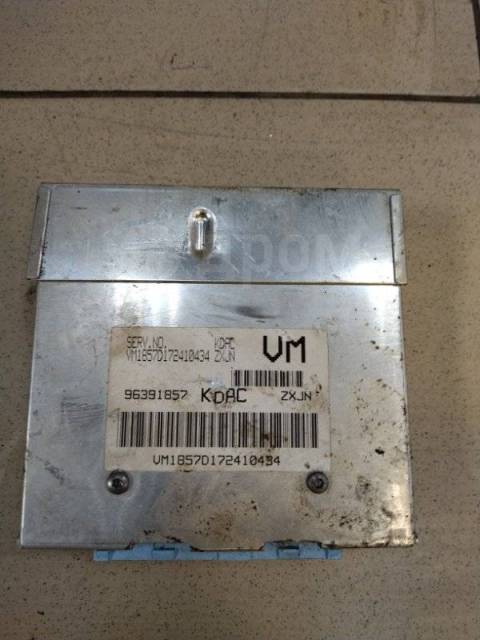 SERV.NO. KDAC
VM1857D172410434 ZXJN
VM
96391857 KDAC ZXJN
VM1857D172410434